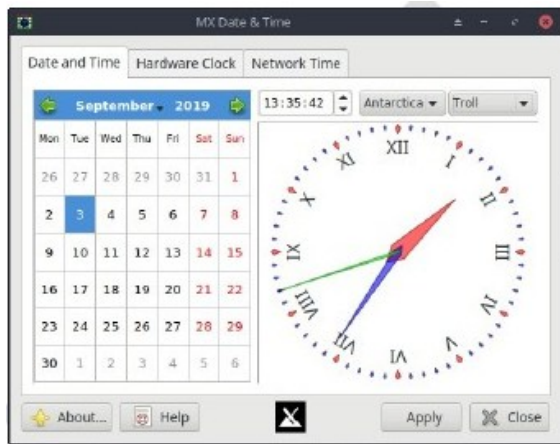 MX Date & Time
Date and Time Hardware Clock Network Time
September 2019 13:35:42 Antarctica Troll
Mon Tue Wed Thu Fri Sat Sun
26 27 28 29 30 31 1
2 3 4 5 6 7 8
9 10 11 12 13 14 15
16 17 18 19 20 21 22
23 24 25 26 27 28 29
30 1 2 3 4 5 6
XII
I
II
III
IV
V
VI
VII
VIII
IX
X
XI
About... Help X Apply Close